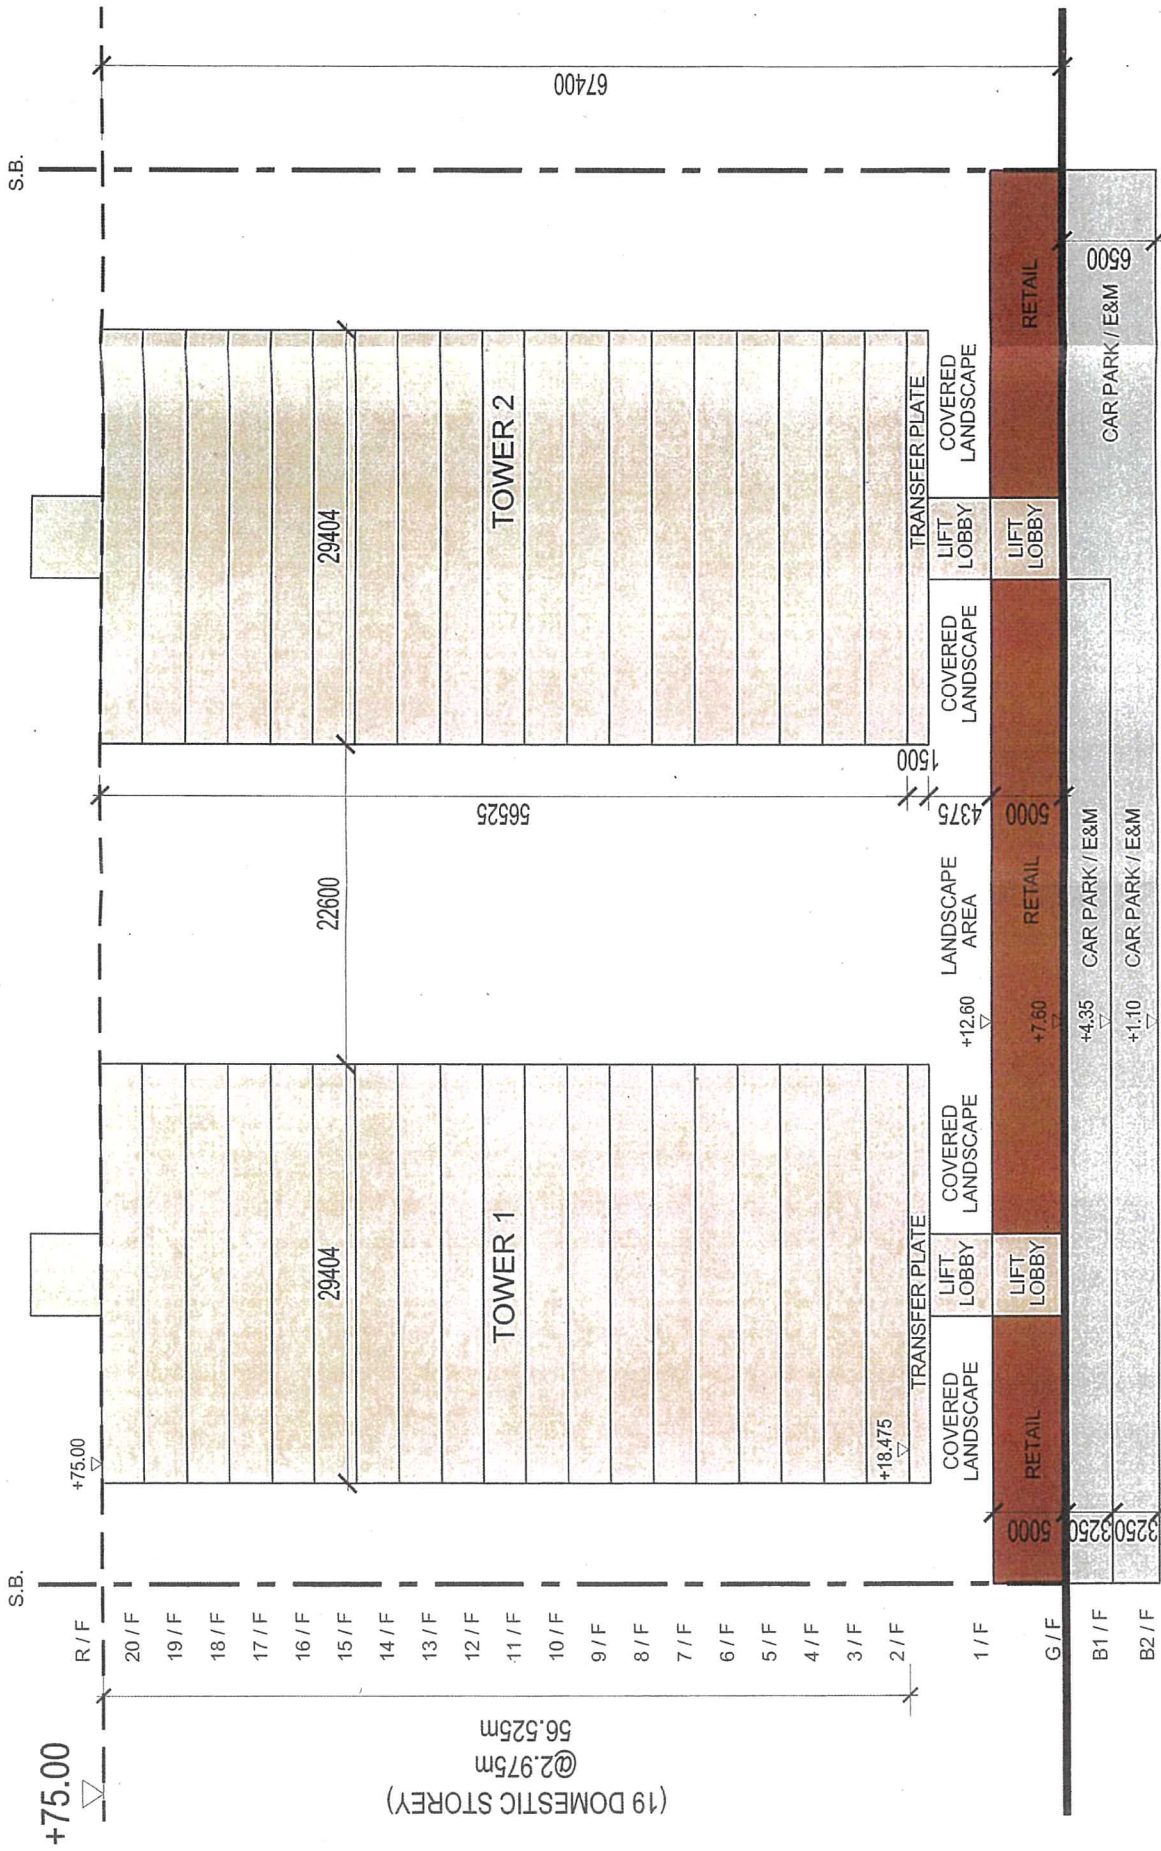 S.B.
S.B.
+75.00
R / F
+75.00
20 / F
19 / F
18 / F
17 / F
16 / F
15 / F
14 / F
13 / F
12 / F
11 / F
10 / F
9 / F
8 / F
7 / F
6 / F
5 / F
4 / F
3 / F
2 / F
1 / F
G / F
B1 / F
B2 / F
(19 DOMESTIC STOREY)
@2.975m
56.525m
29404
22600
29404
TOWER 1
TOWER 2
56525
67400
+18.475
1500
TRANSFER PLATE
TRANSFER PLATE
COVERED
LANDSCAPE
LIFT
LOBBY
COVERED
LANDSCAPE
LANDSCAPE
AREA
+12.60
4375
COVERED
LANDSCAPE
LIFT
LOBBY
COVERED
LANDSCAPE
5000
RETAIL
LIFT
LOBBY
+7.60
RETAIL
5000
LIFT
LOBBY
RETAIL
3250
+4.35
CAR PARK / E&M
3250
+1.10
CAR PARK / E&M
CAR PARK / E&M
6500